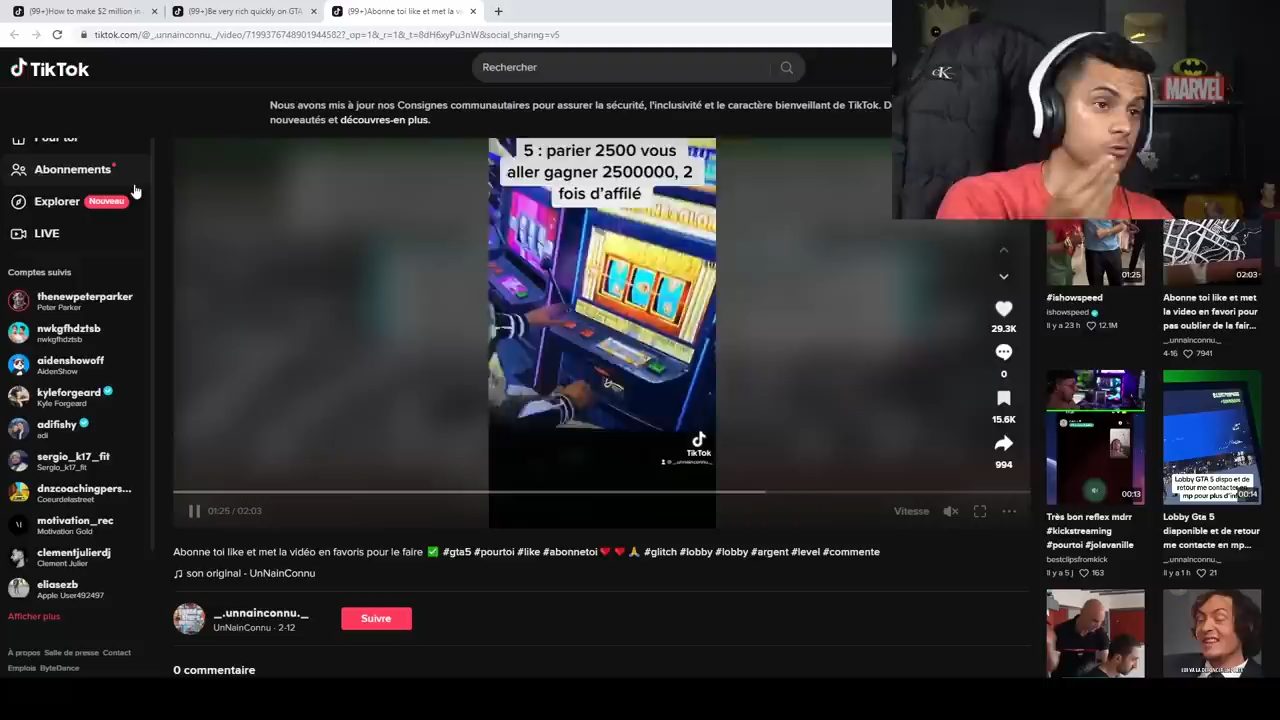 (99+)How to make $2 million in
(99+)Be very rich quickly on GTA
(99+)Abonne toi like et met la v
tiktok.com/@_.unnainconnu._/video/7199376748901944582?_op=1&_r=1&_t=8dH6xyPu3nW&social_sharing=v5
TikTok
Rechercher
Nous avons mis à jour nos Consignes communautaires pour assurer la sécurité, l'inclusivité et le caractère bienveillant de TikTok.
nouveautés et découvres-en plus.
Pour toi
Abonnements
Explorer Nouveau
LIVE
Comptes suivis
thenewpeterparker
Peter Parker
nwkgfhdztsb
nwkgfhdztsb
aidenshowoff
AidenShow
kyleforgeard
Kyle Forgeard
adifishy
adi
sergio_k17_fit
Sergio_k17_fit
dnzcoachingpers...
Coeurdelastreet
motivation_rec
Motivation Gold
clementjulierdj
Clement Julier
eliasezb
Apple User492497
Afficher plus
À propos Salle de presse Contact
Emplois ByteDance
5 : parier 2500 vous
aller gagner 2500000, 2
fois d'affilé
TikTok
@_.unnainconnu._
01:25 / 02:03
Vitesse
29.3K
0
15.6K
994
Abonne toi like et met la vidéo en favoris pour le faire ✅ #gta5 #pourtoi #like #abonnetoi❤️ ❤️ 🙏 #glitch #lobby #lobby #argent #level #commente
son original - UnNainConnu
_.unnainconnu._
UnNainConnu · 2-12
Suivre
0 commentaire
CK
MARVEL
01:25
#ishowspeed
ishowspeed
Il y a 23 h 12.1M
02:03
Abonne toi like et met
la video en favori pour
pas oublier de la fair...
_.unnainconnu._
4-16 7941
00:13
Très bon reflex mdrr
#kickstreaming
#pourtoi #jolavanille
bestclipsfromkick
Il y a 5 j 163
Lobby GTA 5 dispo et de
retour me contacter en
mp pour plus d'inf
00:14
Lobby Gta 5
disponible et de retour
me contacte en mp...
_.unnainconnu._
Il y a 1 h 21